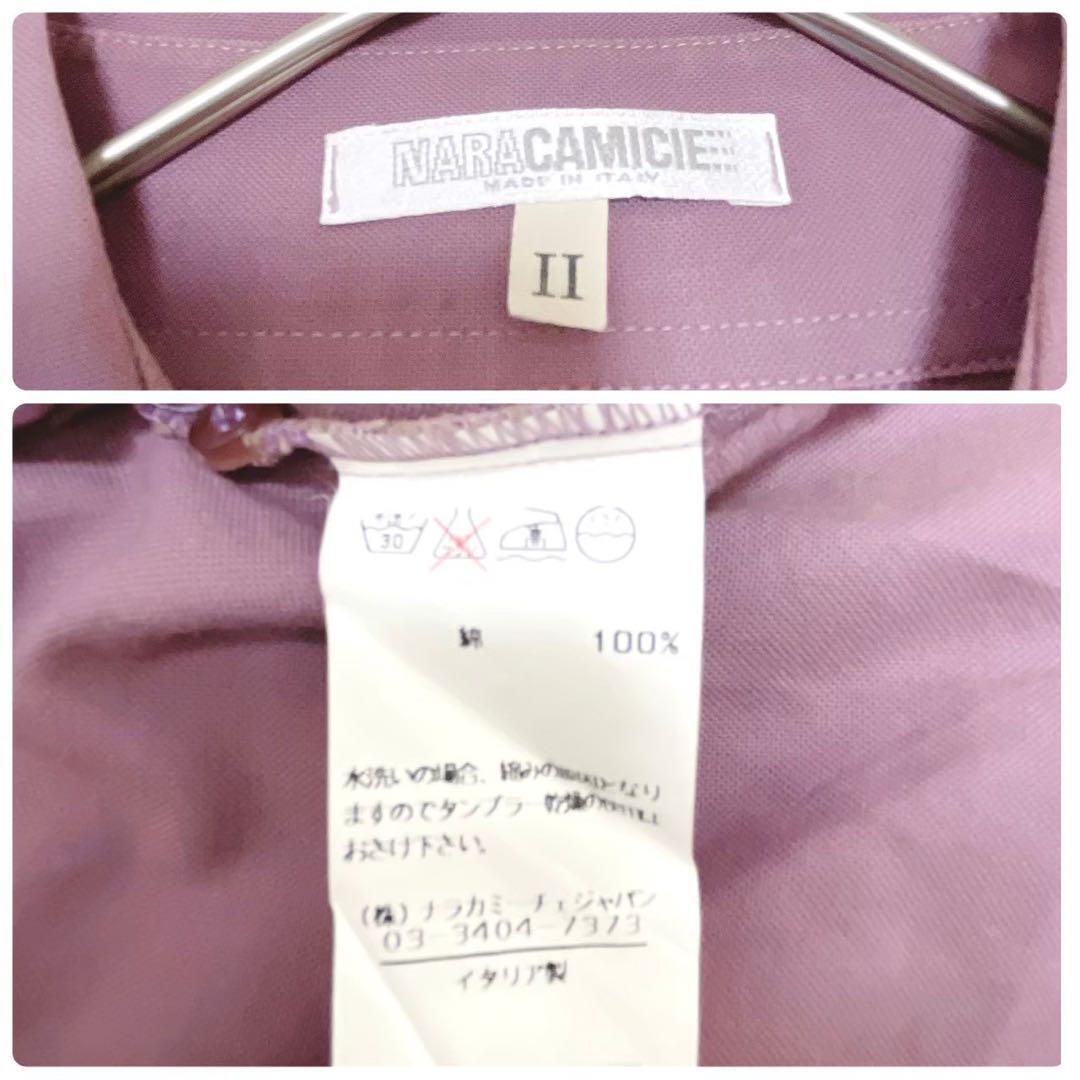 NARACAMICIE
MADE IN ITALY
II
30
綿 100%
水洗いの場合、縮みの なり
ますのでタンブラー乾燥の
おさけ下さい。
(株)ナラカミーチェジャパン
03-3404-7373
イタリア製